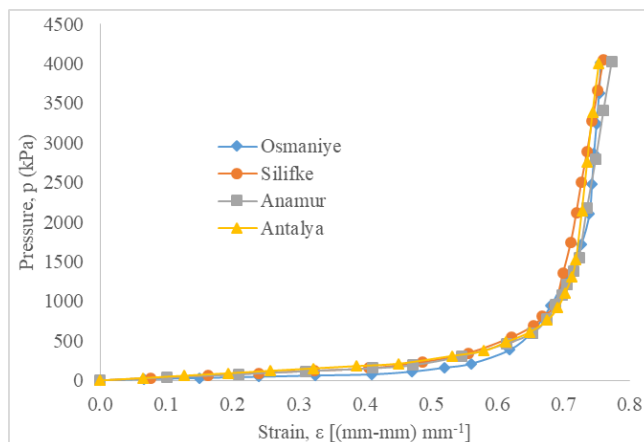 4500
4000
3500
3000
2500
2000
1500
1000
500
0
Pressure, p (kPa)
Osmaniye
Silifke
Anamur
Antalya
0.0 0.1 0.2 0.3 0.4 0.5 0.6 0.7 0.8
Strain, ε [(mm-mm) mm⁻¹]